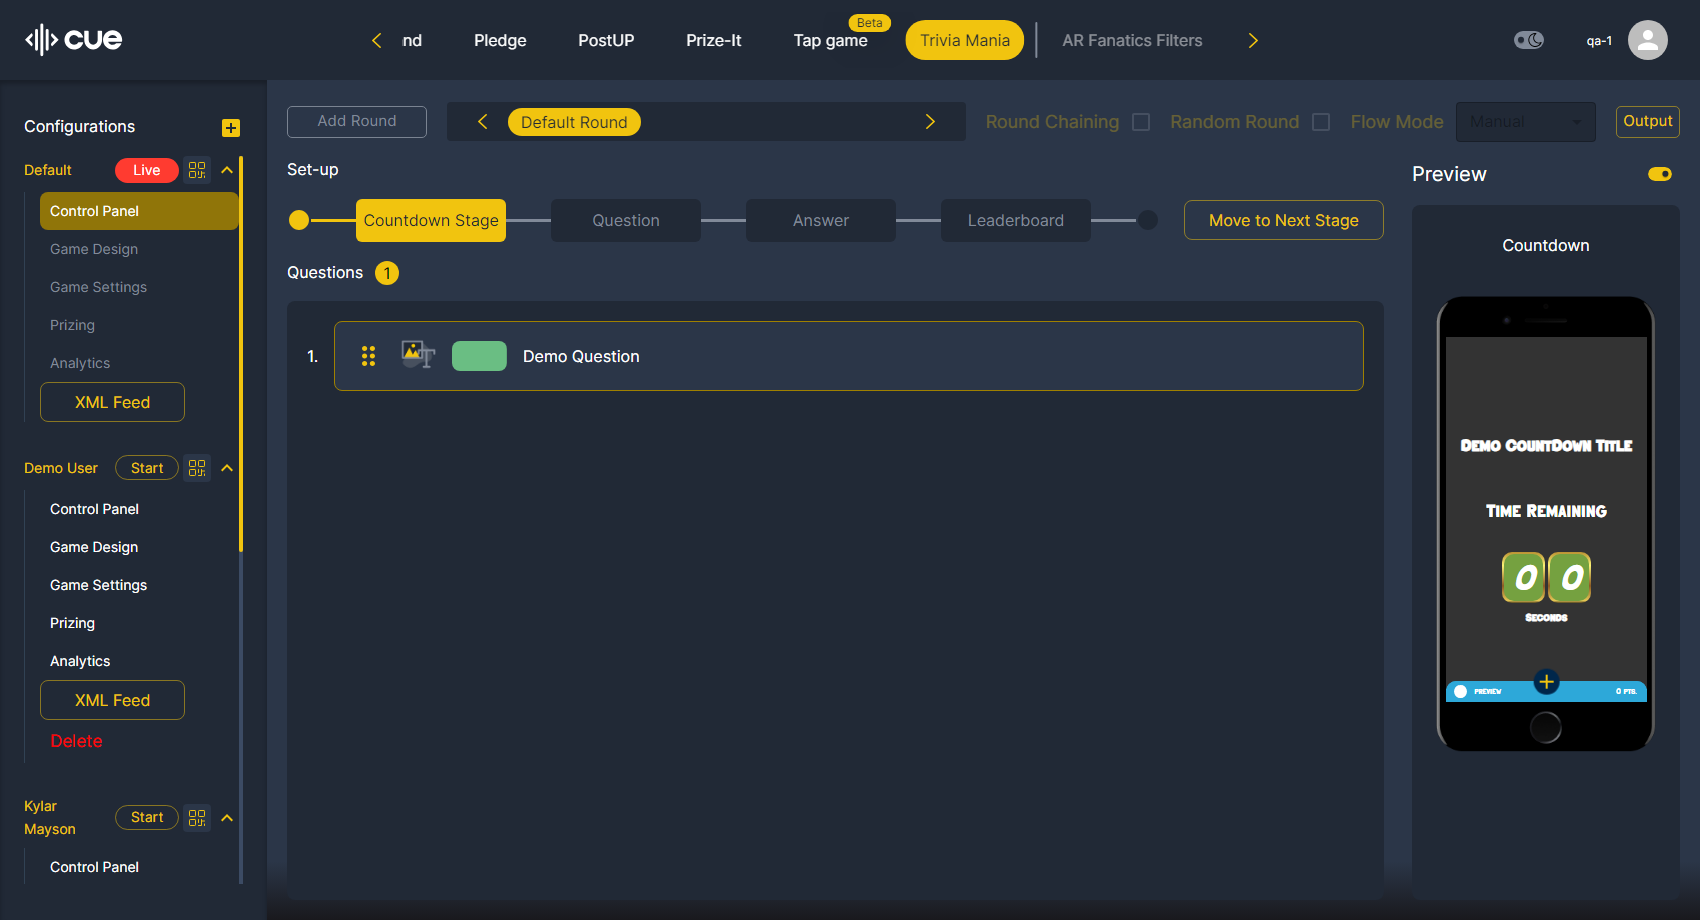 cue
nd
Pledge
PostUP
Prize-It
Tap game
Beta
Trivia Mania
AR Fanatics Filters
qa-1
Configurations
Default
Live
Control Panel
Game Design
Game Settings
Prizing
Analytics
XML Feed
Demo User
Start
Control Panel
Game Design
Game Settings
Prizing
Analytics
XML Feed
Delete
Kylar
Mayson
Start
Control Panel
Add Round
Default Round
Round Chaining
Random Round
Flow Mode
Manual
Output
Set-up
Countdown Stage
Question
Answer
Leaderboard
Move to Next Stage
Questions 1
1.
Demo Question
Preview
Countdown
Demo CountDown Title
Time Remaining
0 0
Seconds
PREVIEW
0 PTS.